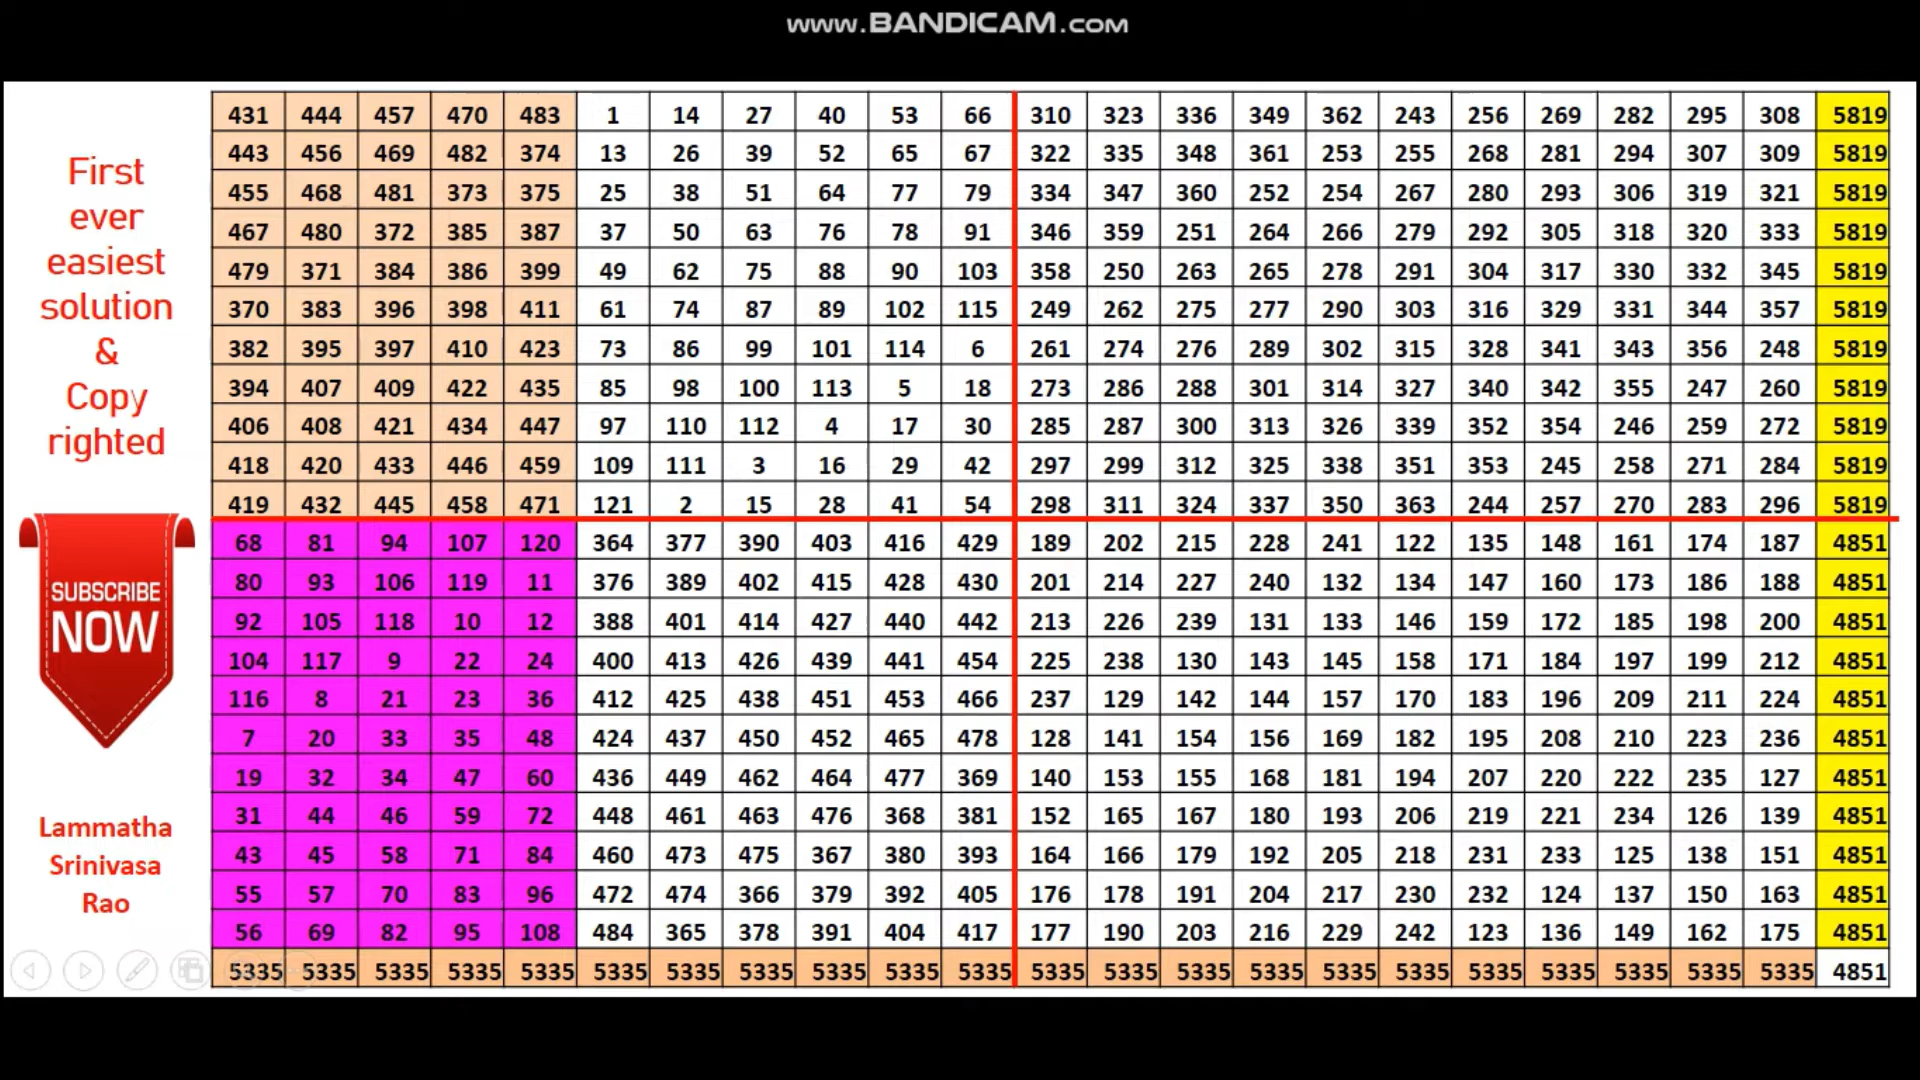 www.BANDICAM.com
First
ever
easiest
solution
&
Copy
righted
SUBSCRIBE
NOW
Lammatha
Srinivasa
Rao
431 444 457 470 483 1 14 27 40 53 66 310 323 336 349 362 243 256 269 282 295 308 5819
443 456 469 482 374 13 26 39 52 65 67 322 335 348 361 253 255 268 281 294 307 309 5819
455 468 481 373 375 25 38 51 64 77 79 334 347 360 252 254 267 280 293 306 319 321 5819
467 480 372 385 387 37 50 63 76 78 91 346 359 251 264 266 279 292 305 318 320 333 5819
479 371 384 386 399 49 62 75 88 90 103 358 250 263 265 278 291 304 317 330 332 345 5819
370 383 396 398 411 61 74 87 89 102 115 249 262 275 277 290 303 316 329 331 344 357 5819
382 395 397 410 423 73 86 99 101 114 6 261 274 276 289 302 315 328 341 343 356 248 5819
394 407 409 422 435 85 98 100 113 5 18 273 286 288 301 314 327 340 342 355 247 260 5819
406 408 421 434 447 97 110 112 4 17 30 285 287 300 313 326 339 352 354 246 259 272 5819
418 420 433 446 459 109 111 3 16 29 42 297 299 312 325 338 351 353 245 258 271 284 5819
419 432 445 458 471 121 2 15 28 41 54 298 311 324 337 350 363 244 257 270 283 296 5819
68 81 94 107 120 364 377 390 403 416 429 189 202 215 228 241 122 135 148 161 174 187 4851
80 93 106 119 11 376 389 402 415 428 430 201 214 227 240 132 134 147 160 173 186 188 4851
92 105 118 10 12 388 401 414 427 440 442 213 226 239 131 133 146 159 172 185 198 200 4851
104 117 9 22 24 400 413 426 439 441 454 225 238 130 143 145 158 171 184 197 199 212 4851
116 8 21 23 36 412 425 438 451 453 466 237 129 142 144 157 170 183 196 209 211 224 4851
7 20 33 35 48 424 437 450 452 465 478 128 141 154 156 169 182 195 208 210 223 236 4851
19 32 34 47 60 436 449 462 464 477 369 140 153 155 168 181 194 207 220 222 235 127 4851
31 44 46 59 72 448 461 463 476 368 381 152 165 167 180 193 206 219 221 234 126 139 4851
43 45 58 71 84 460 473 475 367 380 393 164 166 179 192 205 218 231 233 125 138 151 4851
55 57 70 83 96 472 474 366 379 392 405 176 178 191 204 217 230 232 124 137 150 163 4851
56 69 82 95 108 484 365 378 391 404 417 177 190 203 216 229 242 123 136 149 162 175 4851
5335 5335 5335 5335 5335 5335 5335 5335 5335 5335 5335 5335 5335 5335 5335 5335 5335 5335 5335 5335 5335 5335 4851